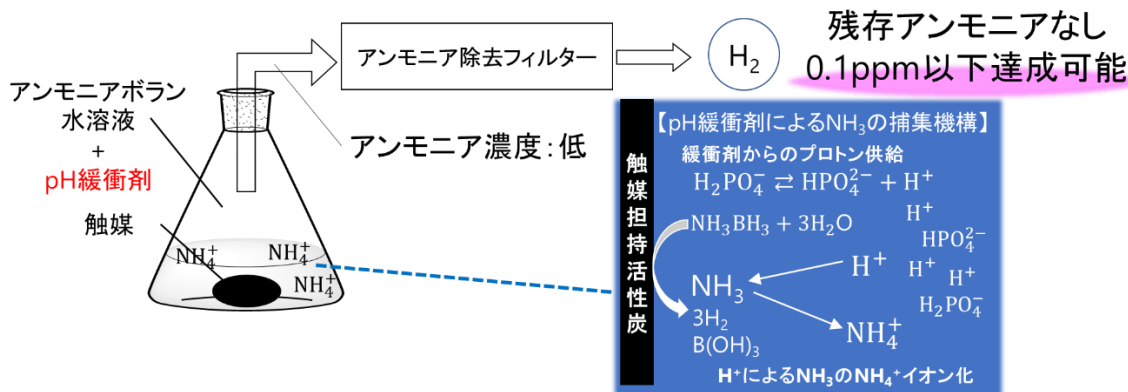 アンモニア除去フィルター
H₂
残存アンモニアなし
0.1ppm以下達成可能
アンモニアボラン
水溶液
+
pH緩衝剤
触媒
アンモニア濃度：低
NH₄⁺
NH₄⁺
NH₄⁺
触媒担持活性炭
【pH緩衝剤によるNH₃の捕集機構】
緩衝剤からのプロトン供給
H₂PO₄⁻ ⇄ HPO₄²⁻ + H⁺
NH₃BH₃ + 3H₂O
H⁺
HPO₄²⁻
H⁺
H⁺
H⁺
H₂PO₄⁻
NH₃
3H₂
B(OH)₃
NH₄⁺
H⁺によるNH₃のNH₄⁺イオン化